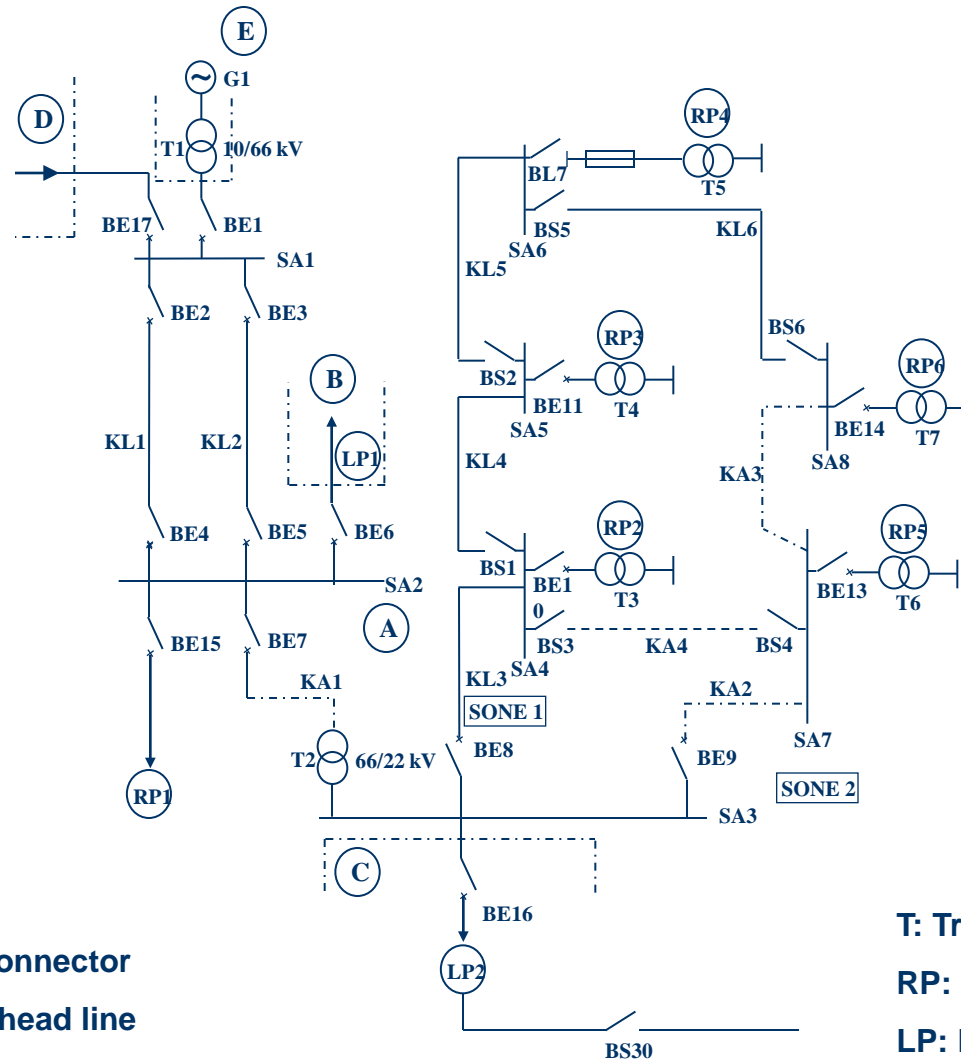 E
G1
D
T1
10/66 kV
RP4
BL7
T5
BE17
BE1
BS5
KL6
SA6
SA1
KL5
BE2
BE3
BS6
RP3
RP6
B
BS2
BE11
T4
BE14
T7
SA5
KL1
KL2
LP1
KL4
SA8
KA3
BE4
BE5
BE6
RP2
RP5
BS1
BE1
0
T3
BE13
T6
SA2
A
BE15
BE7
BS3
KA4
BS4
SA4
KA1
KL3
KA2
SONE 1
T2
66/22 kV
BE8
BE9
SA7
RP1
SONE 2
SA3
C
BE16
T: Tr
onnector
LP2
RP:
head line
LP:
BS30